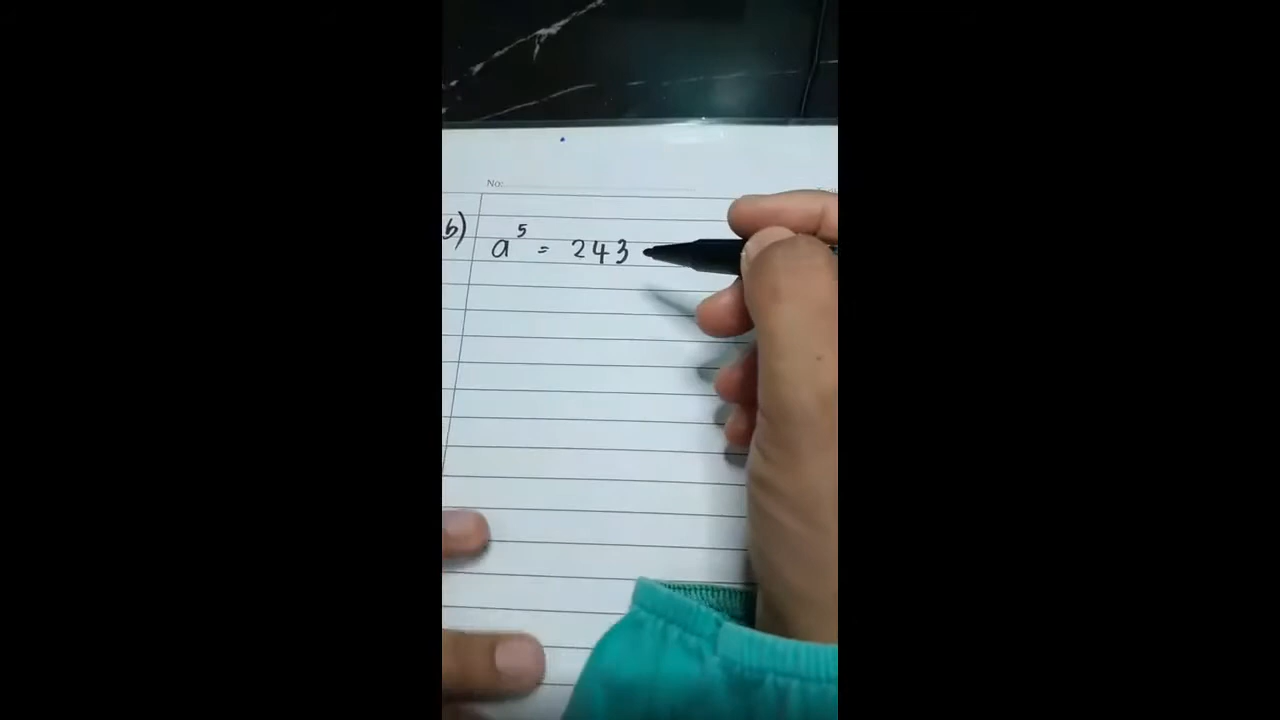 No:
b) a⁵ = 243